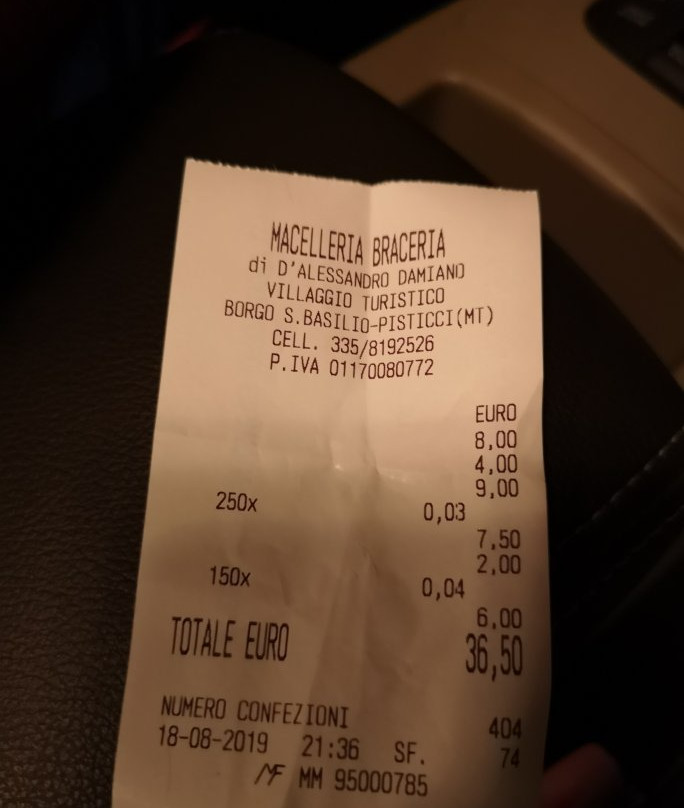 MACELLERIA BRACERIA
di D'ALESSANDRO DAMIANO
VILLAGGIO TURISTICO
BORGO S.BASILIO-PISTICCI(MT)
CELL. 335/8192526
P.IVA 01170080772
EURO
8,00
4,00
9,00
250x 0,03
7,50
2,00
150x 0,04
6,00
TOTALE EURO 36,50
NUMERO CONFEZIONI 404
18-08-2019 21:36 SF. 74
MF MM 95000785